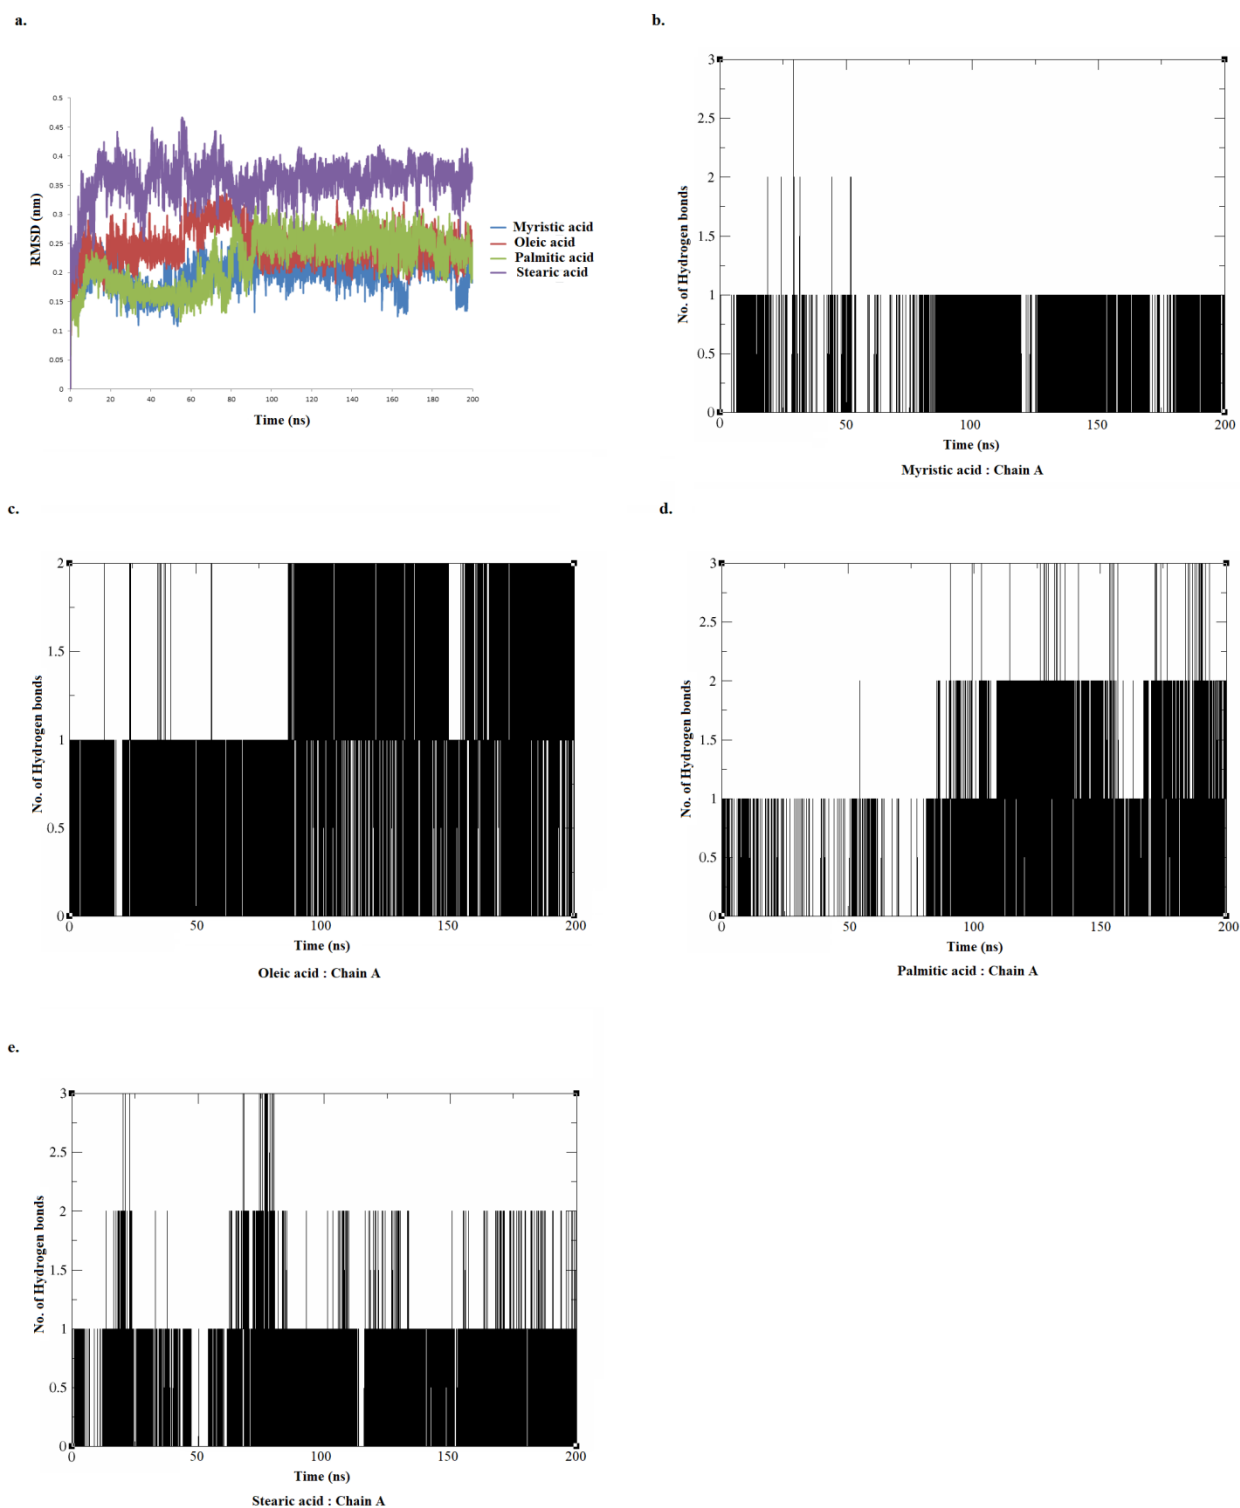 a.
b.
0.5
0.45
0.4
0.35
0.3
0.25
0.2
0.15
0.1
0.05
0
RMSD (nm)
0 20 40 60 80 100 120 140 160 180 200
Time (ns)
Myristic acid
Oleic acid
Palmitic acid
Stearic acid
3
2.5
2
1.5
1
0.5
0
No. of Hydrogen bonds
0 50 100 150 200
Time (ns)
Myristic acid : Chain A
c.
d.
2
1.5
1
0.5
0
No. of Hydrogen bonds
0 50 100 150 200
Time (ns)
Oleic acid : Chain A
3
2.5
2
1.5
1
0.5
0
No. of Hydrogen bonds
0 50 100 150 200
Time (ns)
Palmitic acid : Chain A
e.
3
2.5
2
1.5
1
0.5
0
No. of Hydrogen bonds
0 50 100 150 200
Time (ns)
Stearic acid : Chain A